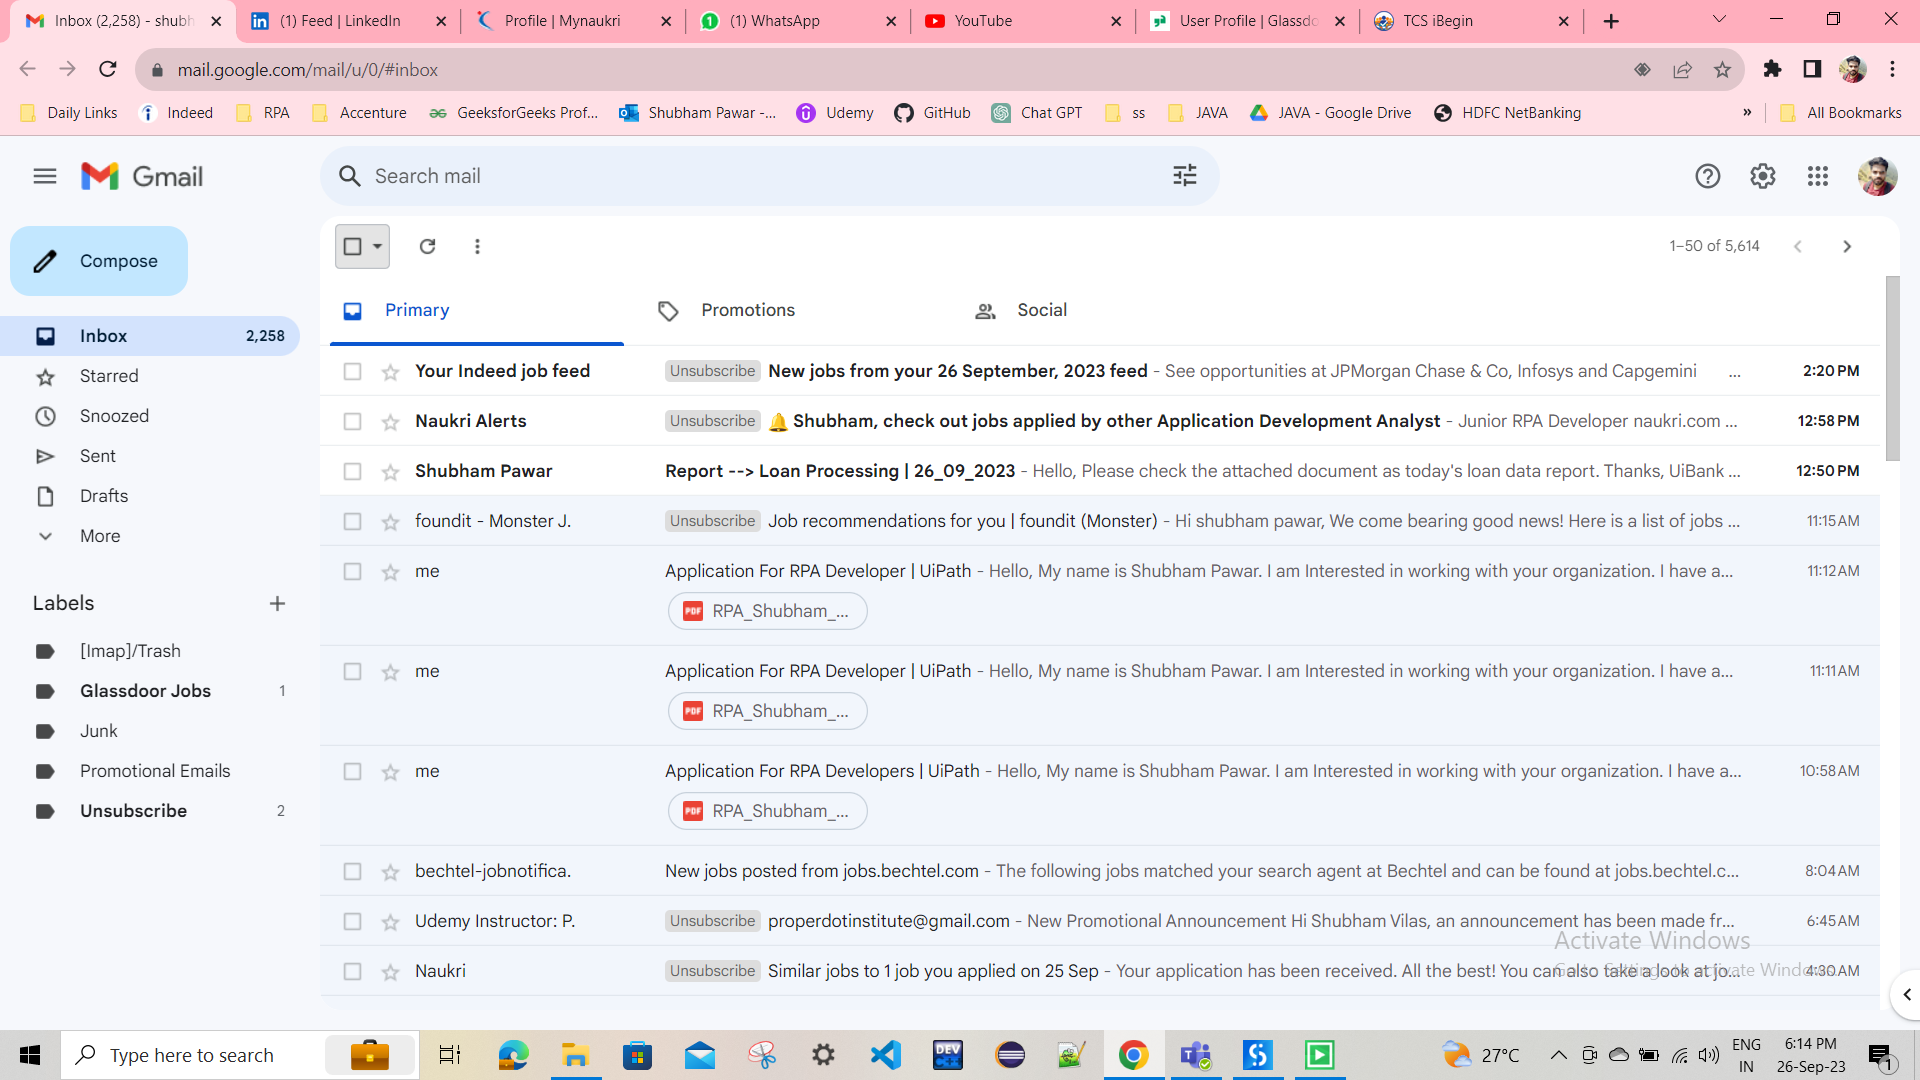 Inbox (2,258) - shubh
(1) Feed | LinkedIn
Profile | Mynaukri
(1) WhatsApp
YouTube
User Profile | Glassdo
TCS iBegin
mail.google.com/mail/u/0/#inbox
Daily Links
Indeed
RPA
Accenture
GeeksforGeeks Prof...
Shubham Pawar -...
Udemy
GitHub
Chat GPT
ss
JAVA
JAVA - Google Drive
HDFC NetBanking
»
All Bookmarks
Gmail
Search mail
Compose
1–50 of 5,614
Primary
Promotions
Social
Inbox 2,258
Starred
Snoozed
Sent
Drafts
More
Labels
[Imap]/Trash
Glassdoor Jobs 1
Junk
Promotional Emails
Unsubscribe 2
Your Indeed job feed Unsubscribe New jobs from your 26 September, 2023 feed - See opportunities at JPMorgan Chase & Co, Infosys and Capgemini ... 2:20 PM
Naukri Alerts Unsubscribe 🔔 Shubham, check out jobs applied by other Application Development Analyst - Junior RPA Developer naukri.com ... 12:58 PM
Shubham Pawar Report --> Loan Processing | 26_09_2023 - Hello, Please check the attached document as today's loan data report. Thanks, UiBank ... 12:50 PM
foundit - Monster J. Unsubscribe Job recommendations for you | foundit (Monster) - Hi shubham pawar, We come bearing good news! Here is a list of jobs ... 11:15 AM
me Application For RPA Developer | UiPath - Hello, My name is Shubham Pawar. I am Interested in working with your organization. I have a... 11:12 AM
PDF RPA_Shubham_...
me Application For RPA Developer | UiPath - Hello, My name is Shubham Pawar. I am Interested in working with your organization. I have a... 11:11 AM
PDF RPA_Shubham_...
me Application For RPA Developers | UiPath - Hello, My name is Shubham Pawar. I am Interested in working with your organization. I have a... 10:58 AM
PDF RPA_Shubham_...
bechtel-jobnotifica. New jobs posted from jobs.bechtel.com - The following jobs matched your search agent at Bechtel and can be found at jobs.bechtel.c... 8:04 AM
Udemy Instructor: P. Unsubscribe properdotinstitute@gmail.com - New Promotional Announcement Hi Shubham Vilas, an announcement has been made fr... 6:45 AM
Naukri Unsubscribe Similar jobs to 1 job you applied on 25 Sep - Your application has been received. All the best! You can also take a look at jo... 4:30 AM
Activate Windows
Go to Settings to activate Windows.
Type here to search
DEV
27°C
ENG
IN
6:14 PM
26-Sep-23
1